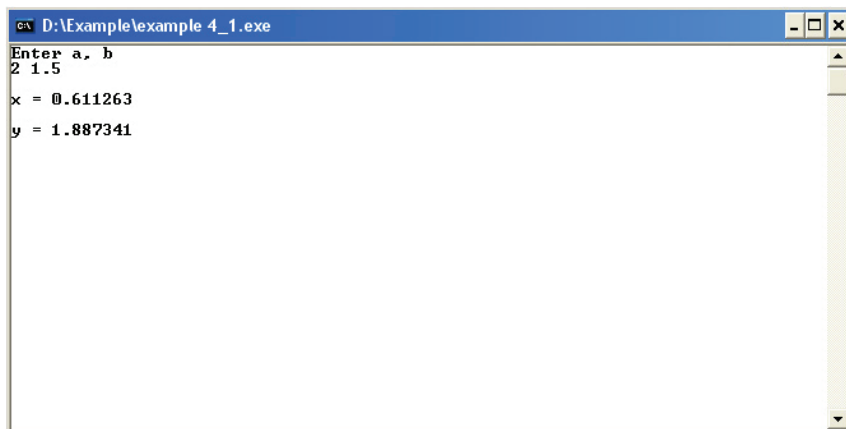 D:\Example\example 4_1.exe
Enter a, b
2 1.5
x = 0.611263
y = 1.887341